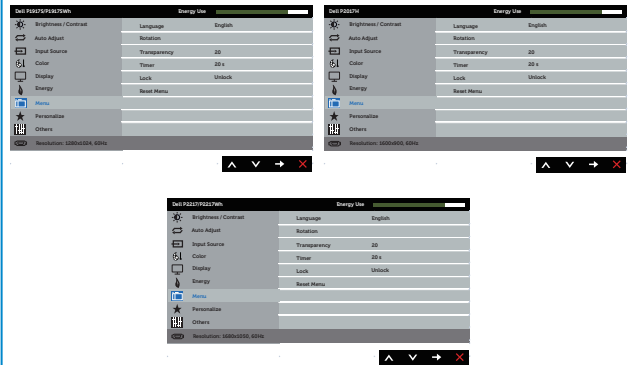 Dell P1917S/P1917SWh Energy Use
Brightness / Contrast Language English
Auto Adjust Rotation
Input Source Transparency 20
Color Timer 20 s
Display Lock Unlock
Energy Reset Menu
Menu
Personalize
Others
Resolution: 1280x1024, 60Hz
Dell P2017H Energy Use
Brightness / Contrast Language English
Auto Adjust Rotation
Input Source Transparency 20
Color Timer 20 s
Display Lock Unlock
Energy Reset Menu
Menu
Personalize
Others
Resolution: 1600x900, 60Hz
Dell P2217/P2217Wh Energy Use
Brightness / Contrast Language English
Auto Adjust Rotation
Input Source Transparency 20
Color Timer 20 s
Display Lock Unlock
Energy Reset Menu
Menu
Personalize
Others
Resolution: 1680x1050, 60Hz